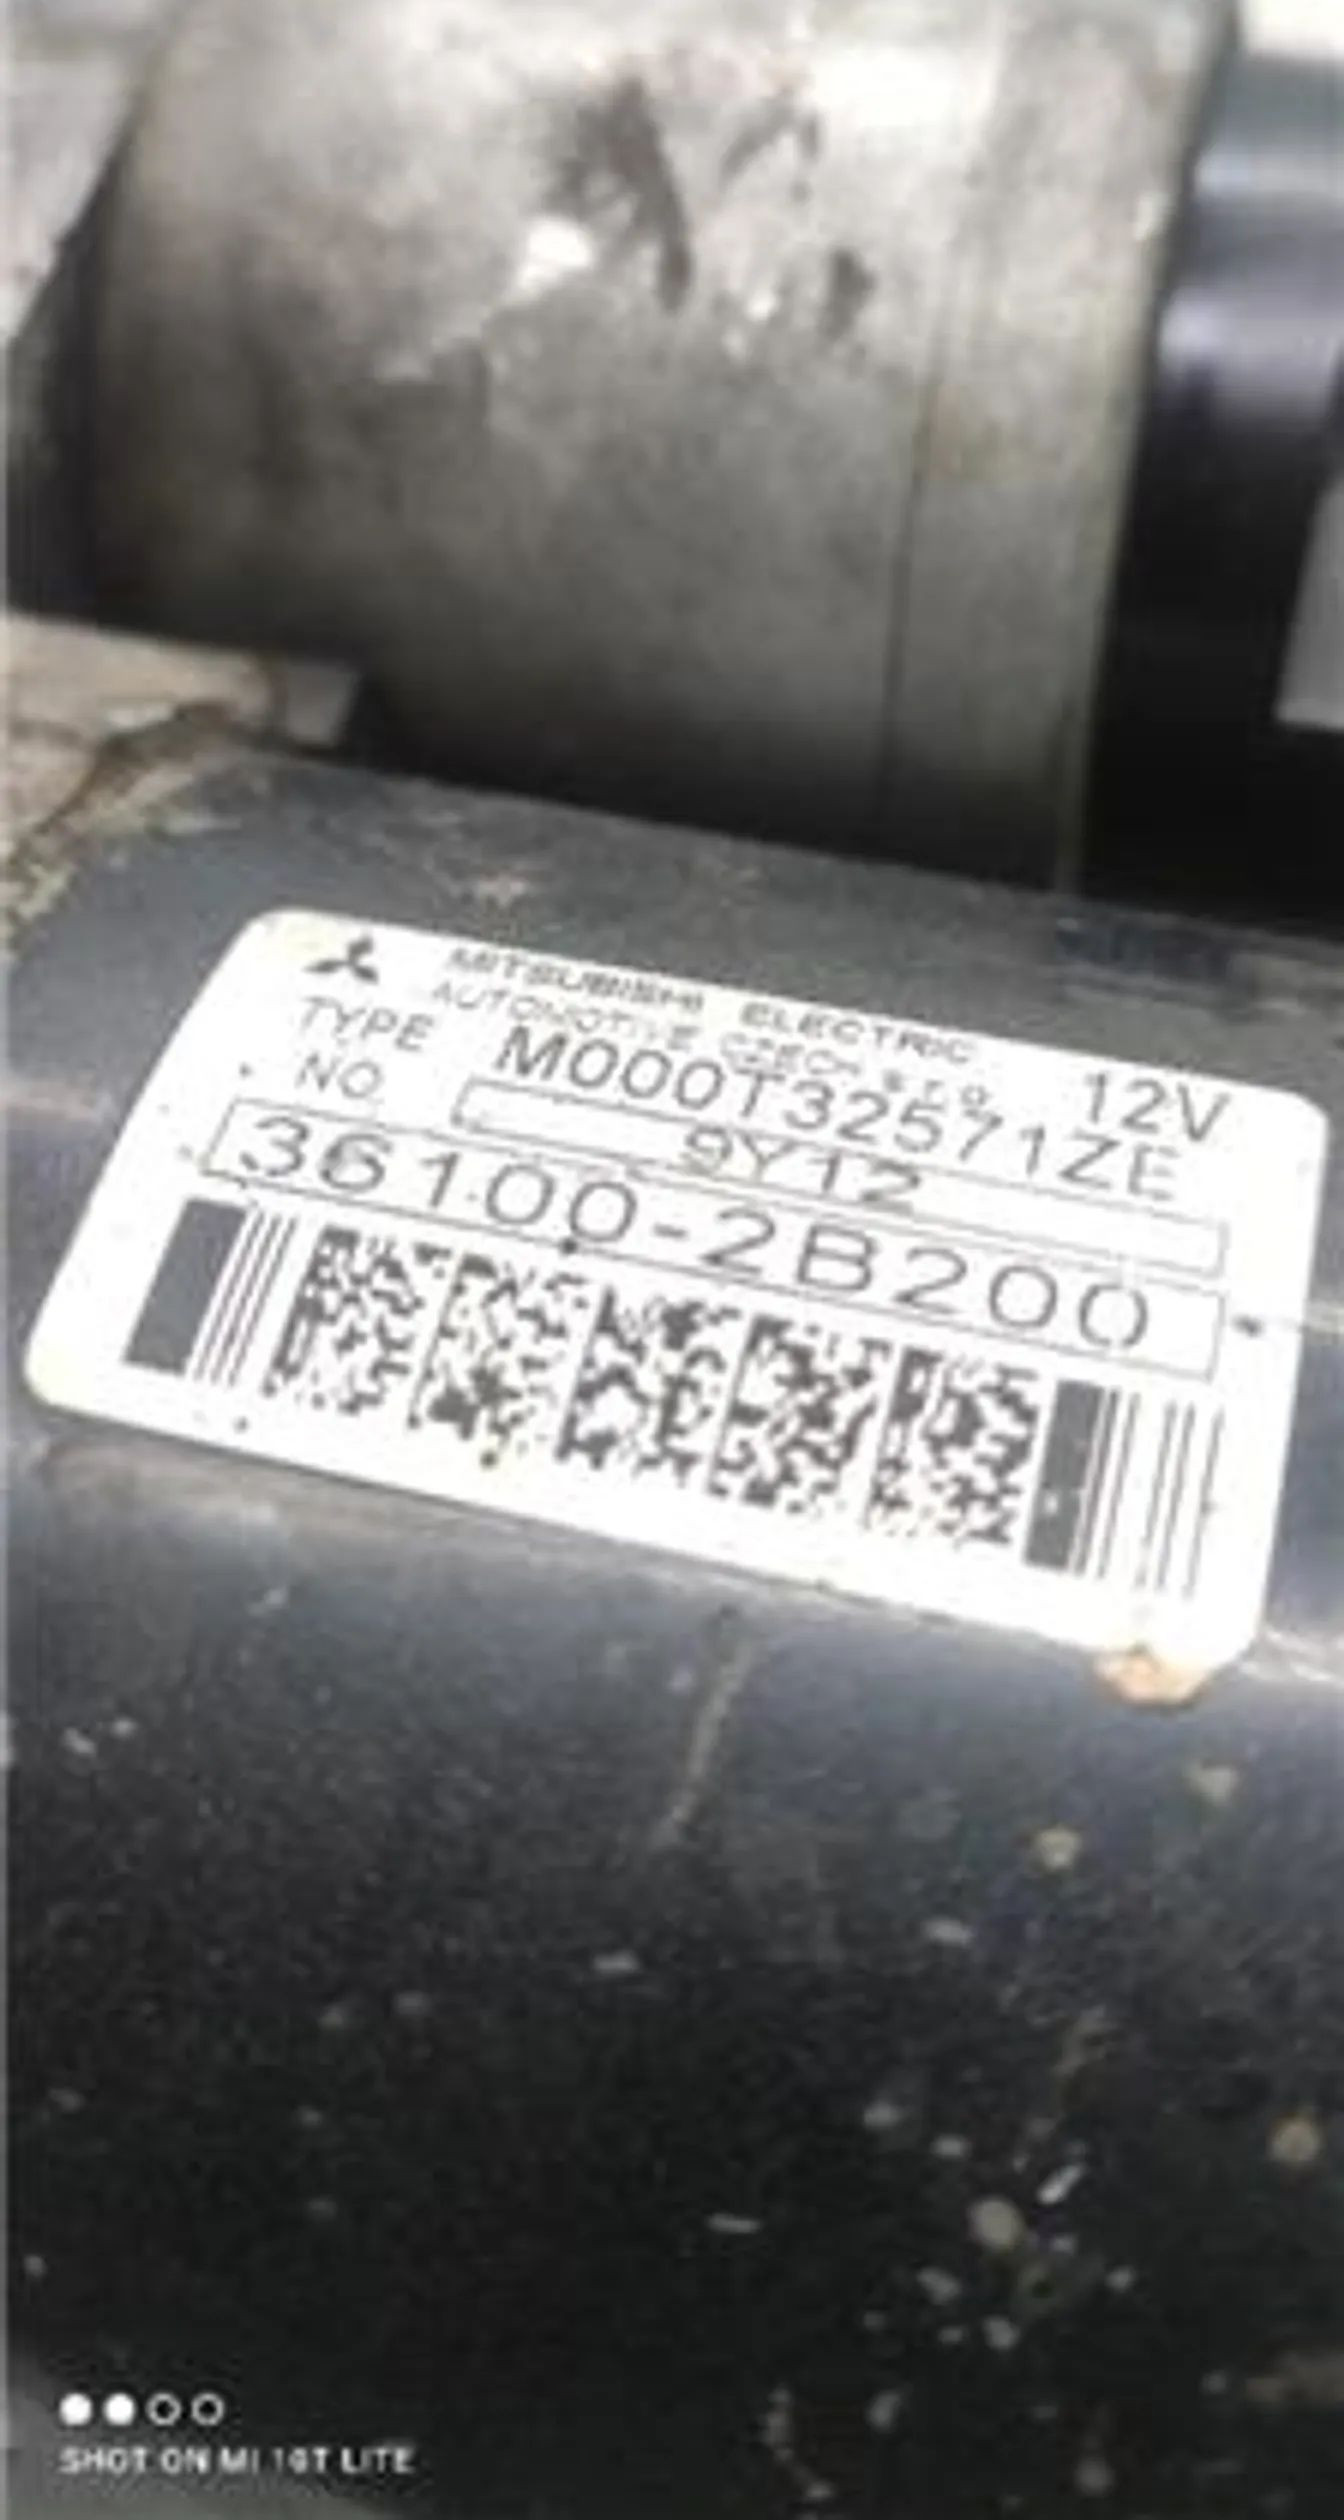 MITSUBISHI ELECTRIC
AUTOMOTIVE CZECH s.r.o.
TYPE M000T32571ZE 12V
NO. 9Y12
36100-2B200
SHOT ON MI 10T LITE